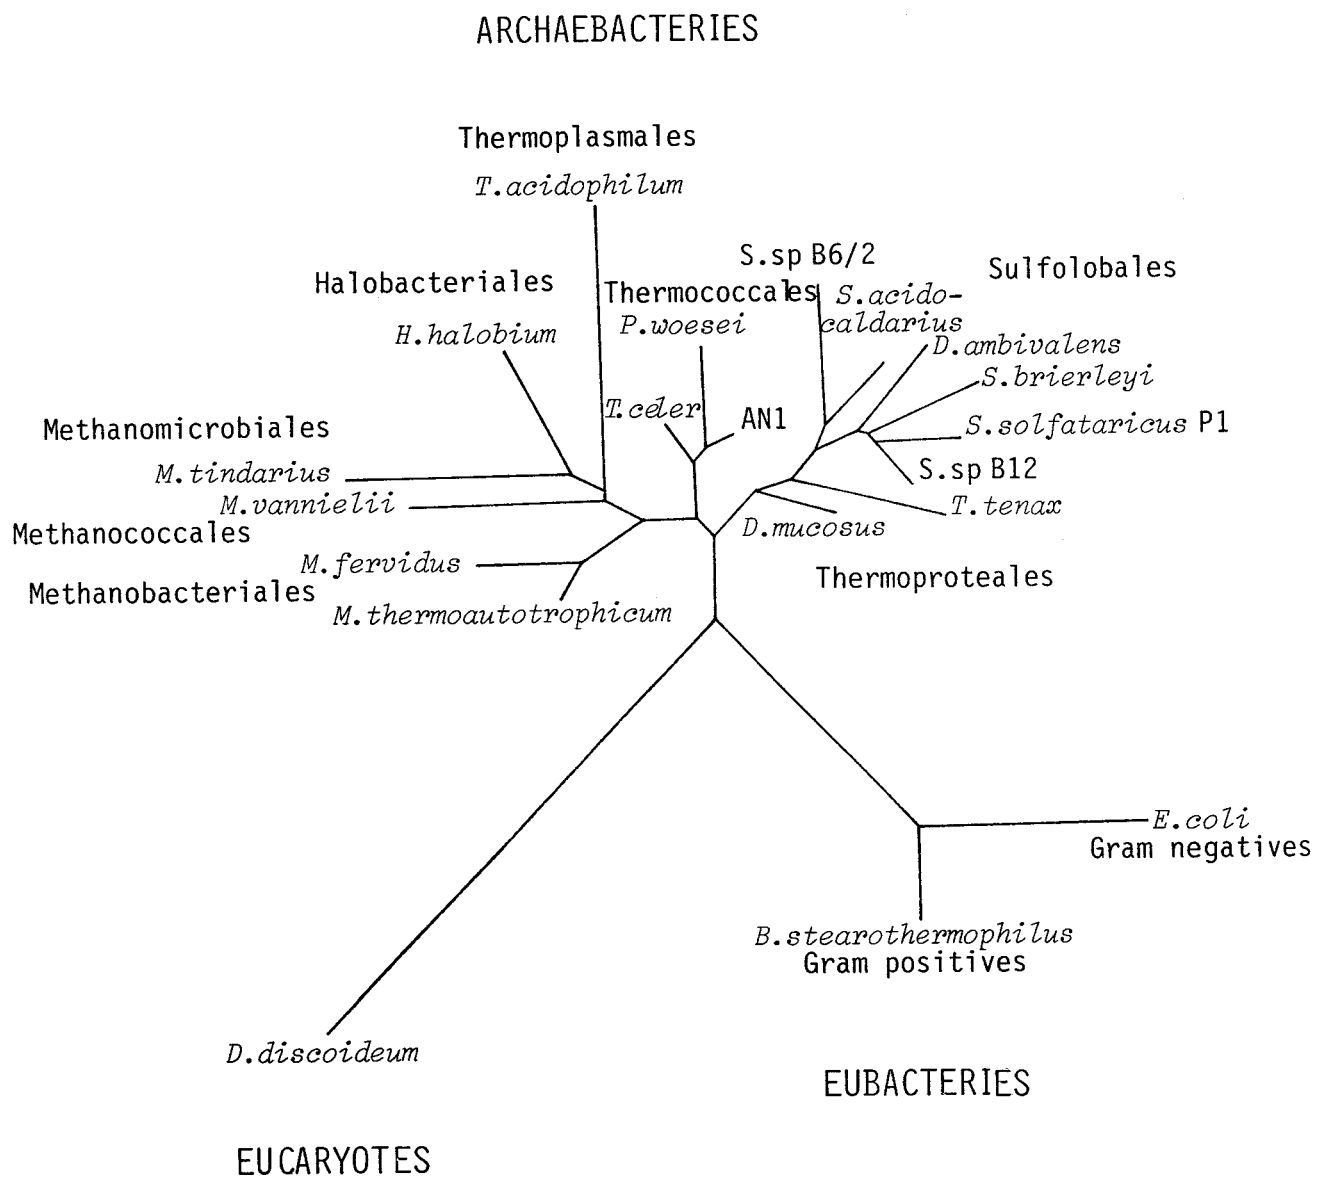 ARCHAEBACTERIES
Thermoplasmales
T.acidophilum
S.sp B6/2
Sulfolobales
Halobacteriales
Thermococcales
S.acido-
caldarius
P.woesei
H.halobium
D.ambivalens
S.brierleyi
T.celer
AN1
S.solfataricus P1
Methanomicrobiales
M.tindarius
S.sp B12
M.vannielii
T.tenax
D.mucosus
Methanococcales
M.fervidus
Thermoproteales
Methanobacteriales
M.thermoautotrophicum
E.coli
Gram negatives
B.stearothermophilus
Gram positives
D.discoideum
EUBACTERIES
EUCARYOTES